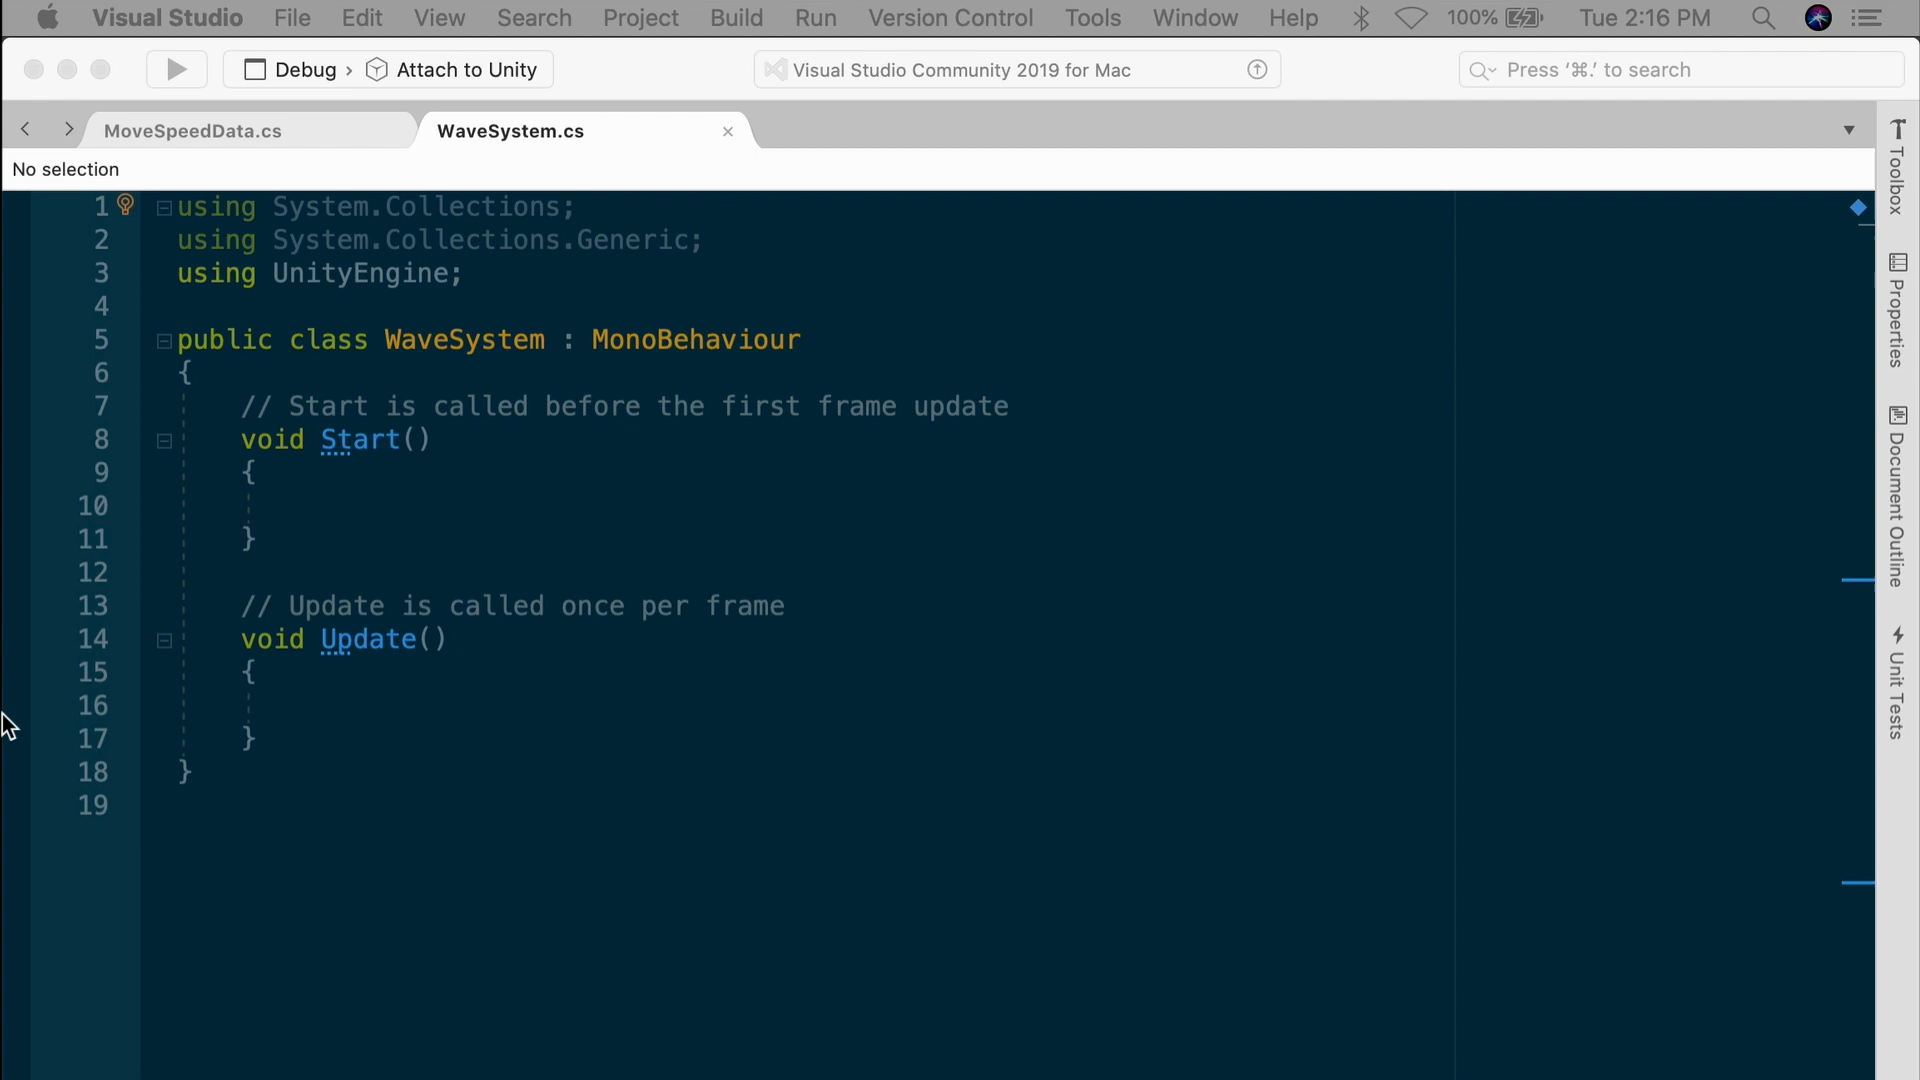 Visual Studio File Edit View Search Project Build Run Version Control Tools Window Help 100% Tue 2:16 PM
Debug › Attach to Unity
Visual Studio Community 2019 for Mac
Press ‘⌘.’ to search
MoveSpeedData.cs
WaveSystem.cs
No selection
1 using System.Collections;
2 using System.Collections.Generic;
3 using UnityEngine;
4
5 public class WaveSystem : MonoBehaviour
6 {
7 // Start is called before the first frame update
8 void Start()
9 {
10
11 }
12
13 // Update is called once per frame
14 void Update()
15 {
16
17 }
18 }
19
Toolbox
Properties
Document Outline
Unit Tests